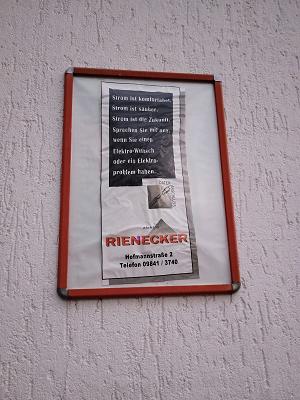 Strom ist komfortabel.
Strom ist sauber.
Strom ist die Zukunft.
Sprechen Sie mit uns,
wenn Sie einen
Elektro-Wunsch
oder ein Elektro-
problem haben.
elektro
RIENECKER
Hofmannstraße 2
Telefon 09841 / 3740